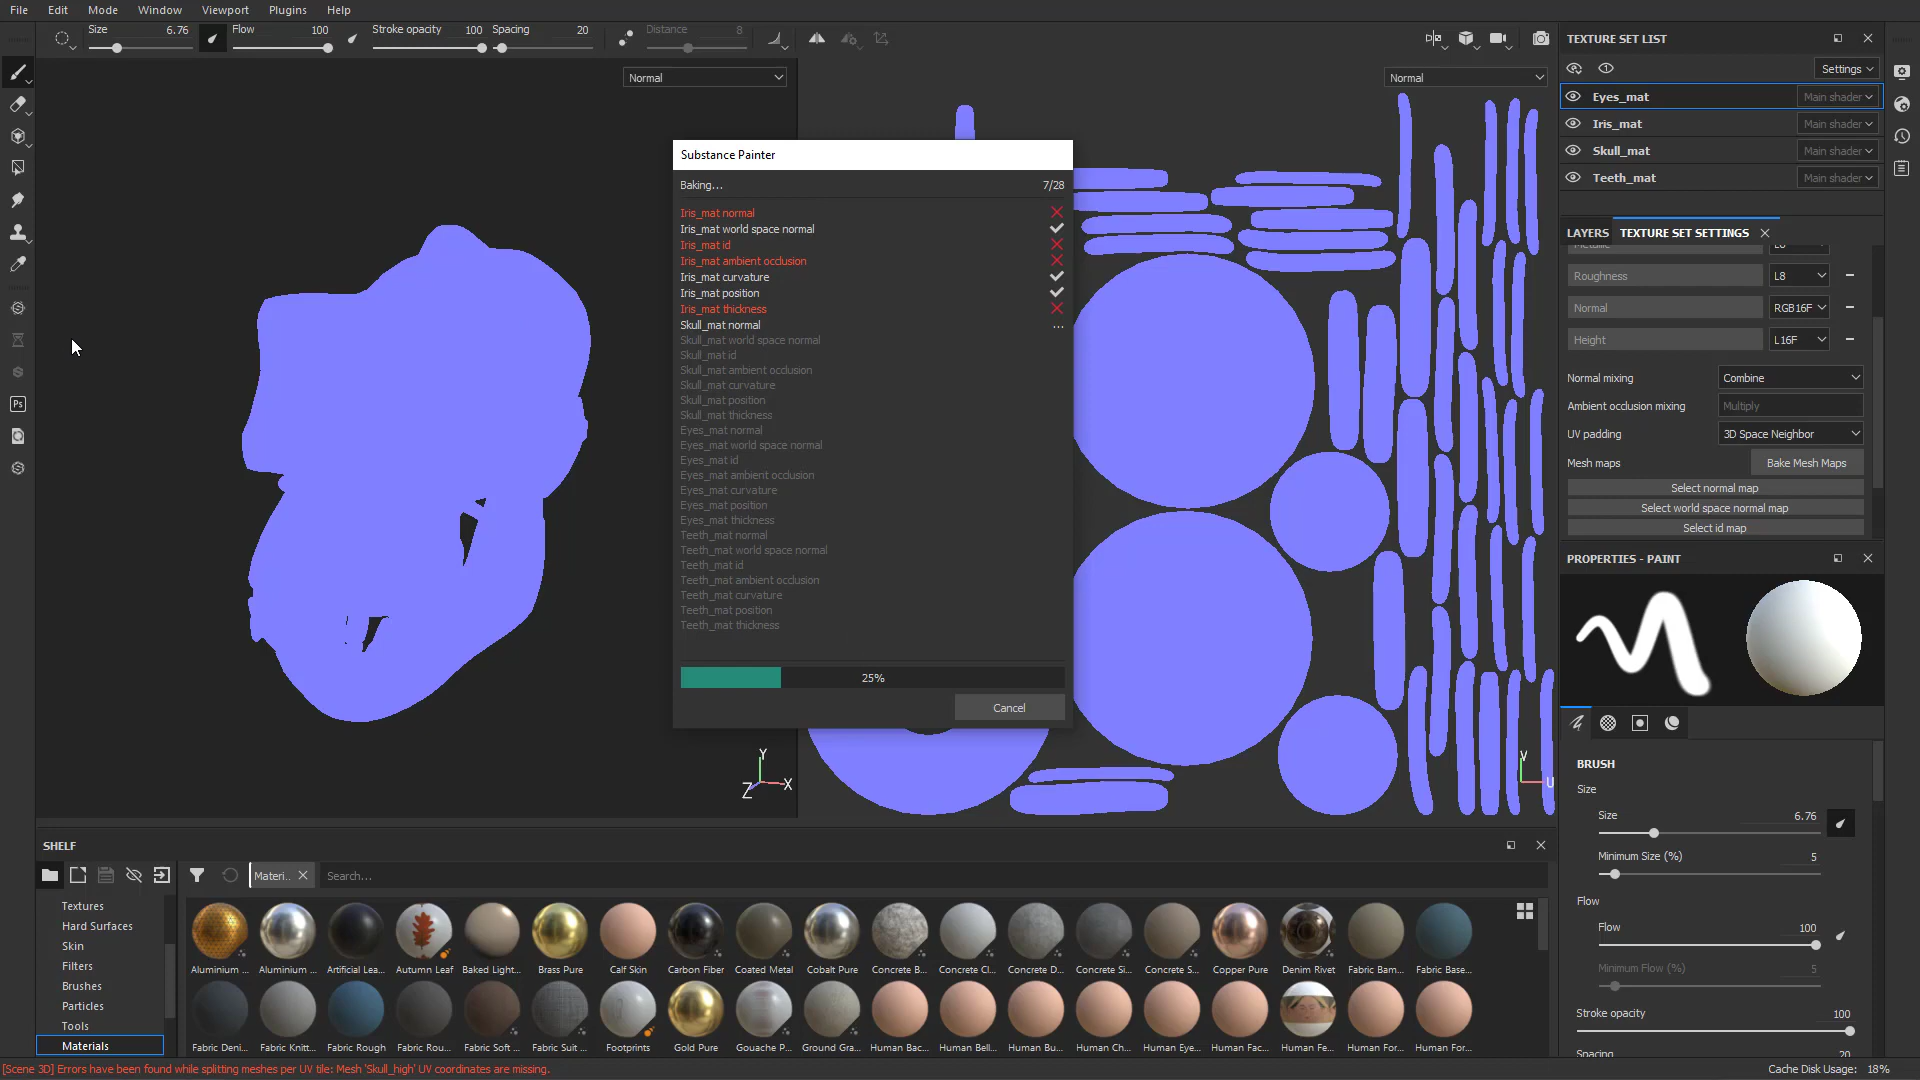 File Edit Mode Window Viewport Plugins Help
Size 6.76 Flow 100 Stroke opacity 100 Spacing 20 Distance 8
Normal
Normal
Substance Painter
Baking... 7/28
Iris_mat normal
Iris_mat world space normal
Iris_mat id
Iris_mat ambient occlusion
Iris_mat curvature
Iris_mat position
Iris_mat thickness
Skull_mat normal ...
Skull_mat world space normal
Skull_mat id
Skull_mat ambient occlusion
Skull_mat curvature
Skull_mat position
Skull_mat thickness
Eyes_mat normal
Eyes_mat world space normal
Eyes_mat id
Eyes_mat ambient occlusion
Eyes_mat curvature
Eyes_mat position
Eyes_mat thickness
Teeth_mat normal
Teeth_mat world space normal
Teeth_mat id
Teeth_mat ambient occlusion
Teeth_mat curvature
Teeth_mat position
Teeth_mat thickness
25%
Cancel
Ps
Y
Z X
V
U
TEXTURE SET LIST
Settings
Eyes_mat Main shader
Iris_mat Main shader
Skull_mat Main shader
Teeth_mat Main shader
LAYERS TEXTURE SET SETTINGS
Metallic L8
Roughness L8
Normal RGB16F
Height L16F
Normal mixing Combine
Ambient occlusion mixing Multiply
UV padding 3D Space Neighbor
Mesh maps Bake Mesh Maps
Select normal map
Select world space normal map
Select id map
PROPERTIES - PAINT
BRUSH
Size
Size 6.76
Minimum Size (%) 5
Flow
Flow 100
Minimum Flow (%) 5
Stroke opacity 100
Spacing 20
SHELF
Materi.. Search...
Textures
Hard Surfaces
Skin
Filters
Brushes
Particles
Tools
Materials
Aluminium ... Aluminium ... Artificial Lea... Autumn Leaf Baked Light... Brass Pure Calf Skin Carbon Fiber Coated Metal Cobalt Pure Concrete B... Concrete Cl... Concrete D... Concrete Si... Concrete S... Copper Pure Denim Rivet Fabric Bam... Fabric Base...
Fabric Deni... Fabric Knitt... Fabric Rough Fabric Rou... Fabric Soft ... Fabric Suit ... Footprints Gold Pure Gouache P... Ground Gra... Human Bac... Human Bell... Human Bu... Human Ch... Human Eye... Human Fac... Human Fe... Human For... Human For...
[Scene 3D] Errors have been found while splitting meshes per UV tile: Mesh 'Skull_high' UV coordinates are missing.
Cache Disk Usage: 18%